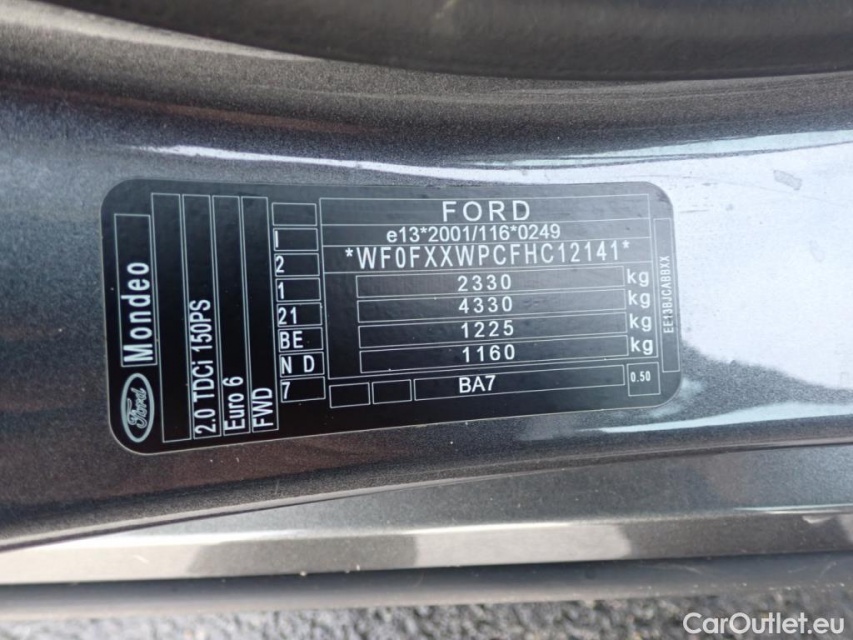 FORD
e13*2001/116*0249
*WF0FXXWPCFHC12141*
2330 kg
4330 kg
1225 kg
1160 kg
BA7
0.50
EE13BJCABBXX
1
2
1
21
BE
N D
7
Ford
Mondeo
2.0 TDCi 150PS
Euro 6
FWD
CarOutlet.eu